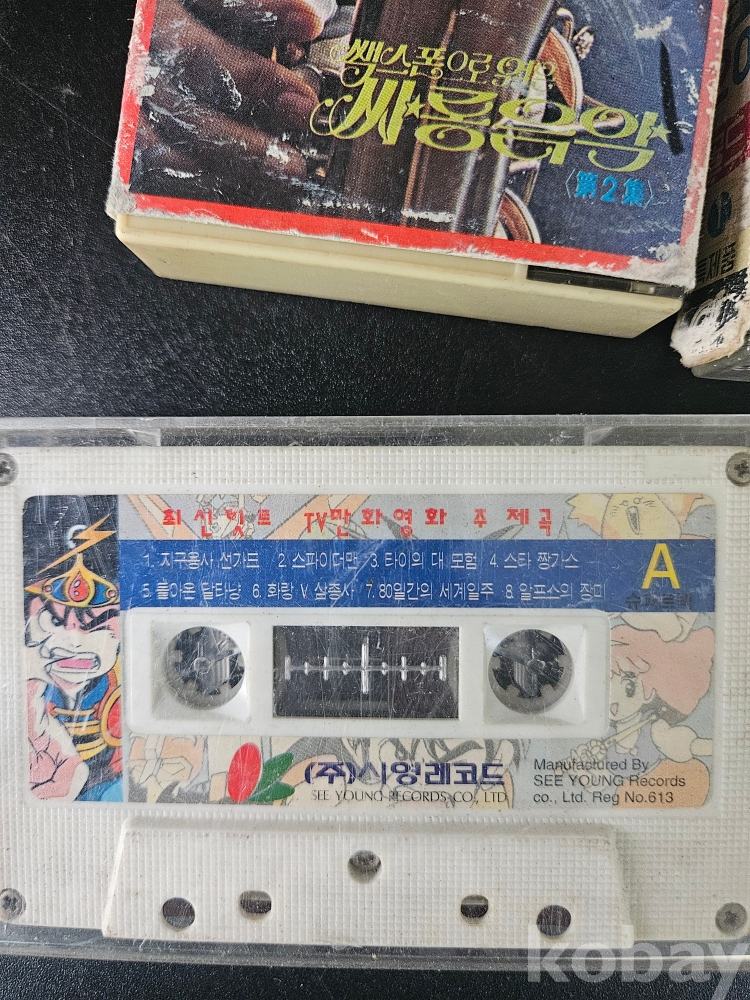 쌕스폰으로 엮은
싸롱음악
〈第2集〉
최신힛트 TV만화영화 주제곡
1. 지구용사 선가드 2. 스파이더맨 3. 타이의 대 모험 4. 스타 짱가스
5. 돌아온 달타냥 6. 화랑 V 삼총사 7. 80일간의 세계일주 8. 알프스의 장미
A
(주)시영레코드
SEE YOUNG RECORDS CO., LTD
Manufactured By
SEE YOUNG Records
co., Ltd. Reg No.613
kobay